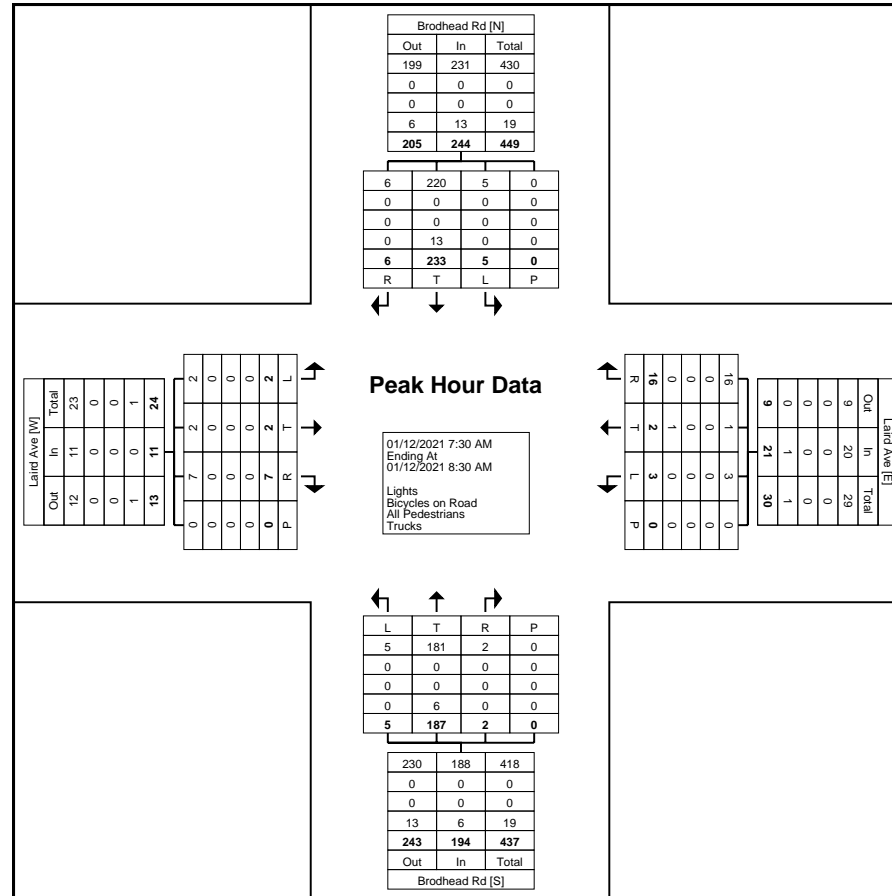 Brodhead Rd [N]
Out In Total
199 231 430
0 0 0
0 0 0
6 13 19
205 244 449
6 220 5 0
0 0 0 0
0 0 0 0
0 13 0 0
6 233 5 0
R T L P
Laird Ave [W]
Total 23 0 0 1 24
In 11 0 0 0 11
Out 12 0 0 1 13
2 0 0 0 2 L
2 0 0 0 2 T
7 0 0 0 7 R
0 0 0 0 0 P
Peak Hour Data
01/12/2021 7:30 AM
Ending At
01/12/2021 8:30 AM
Lights
Bicycles on Road
All Pedestrians
Trucks
R 16 0 0 0 16
T 2 1 0 0 1
L 3 0 0 0 3
P 0 0 0 0 0
9 0 0 0 9 Out
21 1 0 0 20 In
30 1 0 0 29 Total
Laird Ave [E]
L T R P
5 181 2 0
0 0 0 0
0 0 0 0
0 6 0 0
5 187 2 0
230 188 418
0 0 0
0 0 0
13 6 19
243 194 437
Out In Total
Brodhead Rd [S]